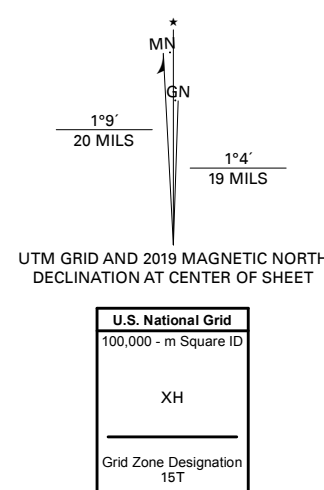 ★
MN
GN
1°9´
20 MILS
1°4´
19 MILS
UTM GRID AND 2019 MAGNETIC NORTH
DECLINATION AT CENTER OF SHEET
U.S. National Grid
100,000 - m Square ID
XH
Grid Zone Designation
15T